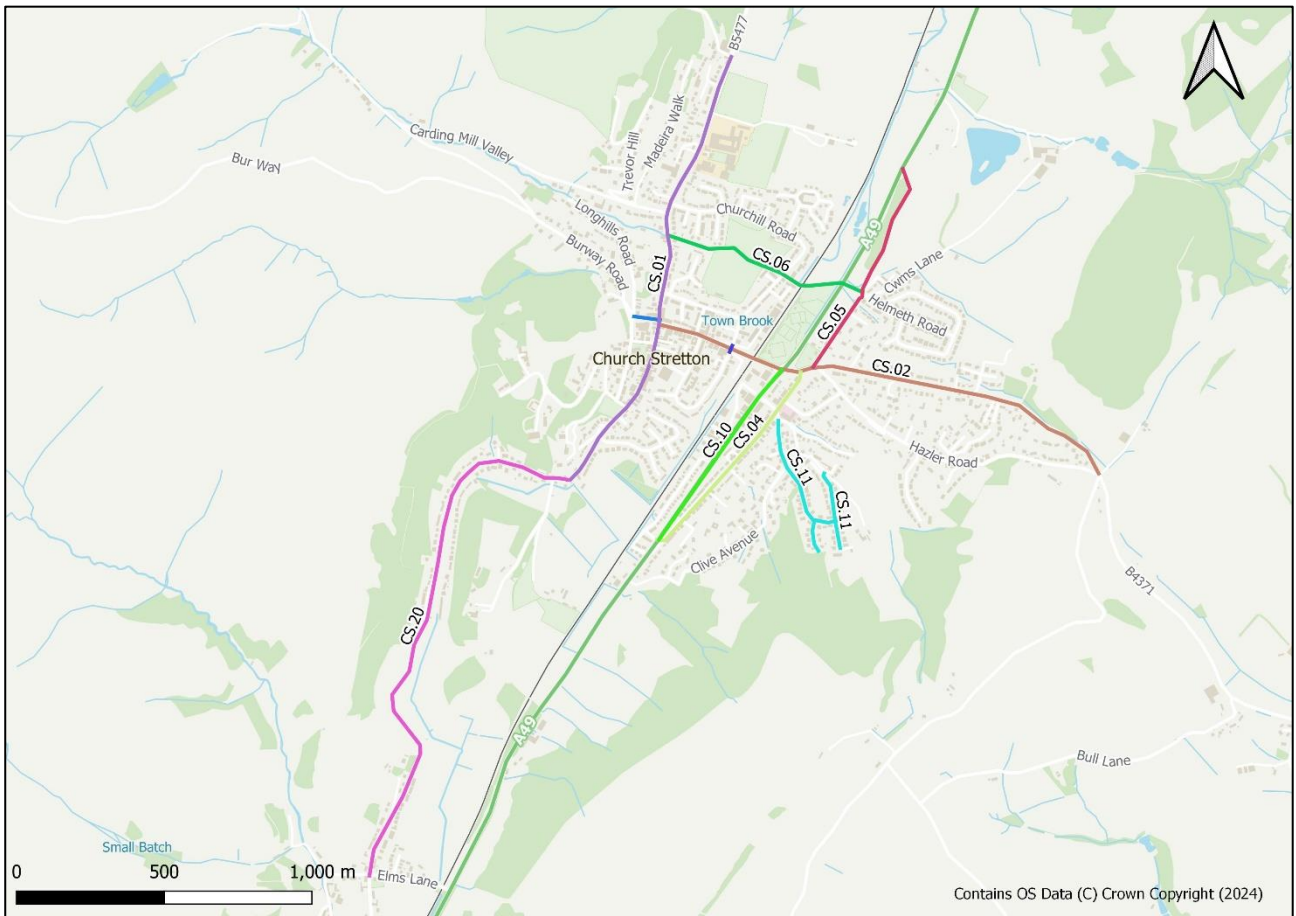 B5477
Carding Mill Valley
Trevor Hill
Madeira Walk
Bur Way
Longhills Road
Churchill Road
Burway Road
CS.01
CS.06
A49
Cwms Lane
Helmeth Road
Town Brook
CS.05
Church Stretton
CS.02
CS.10
CS.04
Hazler Road
CS.11
CS.11
Clive Avenue
B4371
CS.20
A49
Bull Lane
Small Batch
Elms Lane
0 500 1,000 m
Contains OS Data (C) Crown Copyright (2024)